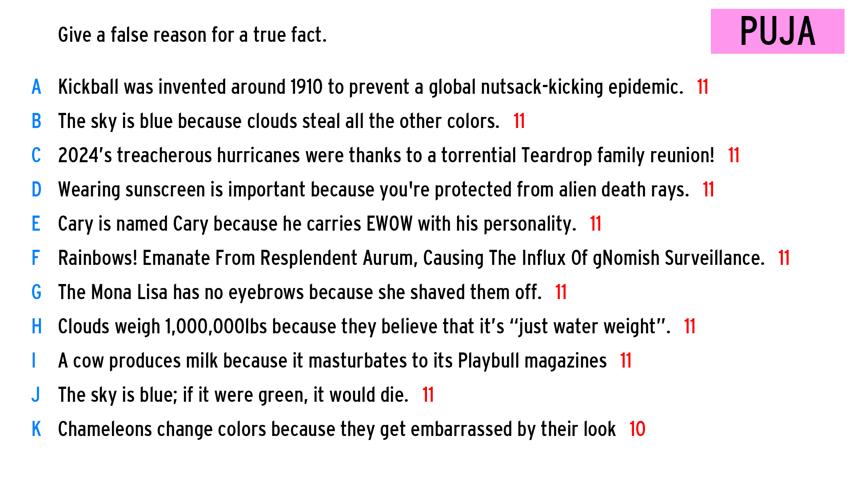 Give a false reason for a true fact.
PUJA
A Kickball was invented around 1910 to prevent a global nutsack-kicking epidemic. 11
B The sky is blue because clouds steal all the other colors. 11
C 2024's treacherous hurricanes were thanks to a torrential Teardrop family reunion! 11
D Wearing sunscreen is important because you're protected from alien death rays. 11
E Cary is named Cary because he carries EWOW with his personality. 11
F Rainbows! Emanate From Resplendent Aurum, Causing The Influx Of gNomish Surveillance. 11
G The Mona Lisa has no eyebrows because she shaved them off. 11
H Clouds weigh 1,000,000lbs because they believe that it's “just water weight”. 11
I A cow produces milk because it masturbates to its Playbull magazines 11
J The sky is blue; if it were green, it would die. 11
K Chameleons change colors because they get embarrassed by their look 10